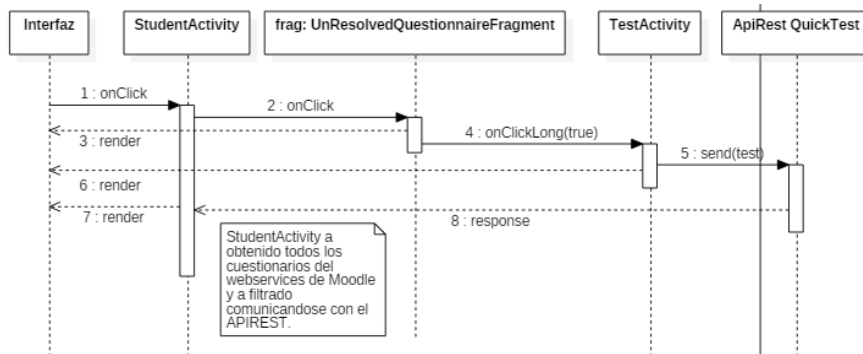 Interfaz
StudentActivity
frag: UnResolvedQuestionnaireFragment
TestActivity
ApiRest QuickTest
1 : onClick
2 : onClick
3 : render
4 : onClickLong(true)
5 : send(test)
6 : render
7 : render
8 : response
StudentActivity a
obtenido todos los
cuestionarios del
webservices de Moodle
y a filtrado
comunicandose con el
APIREST.